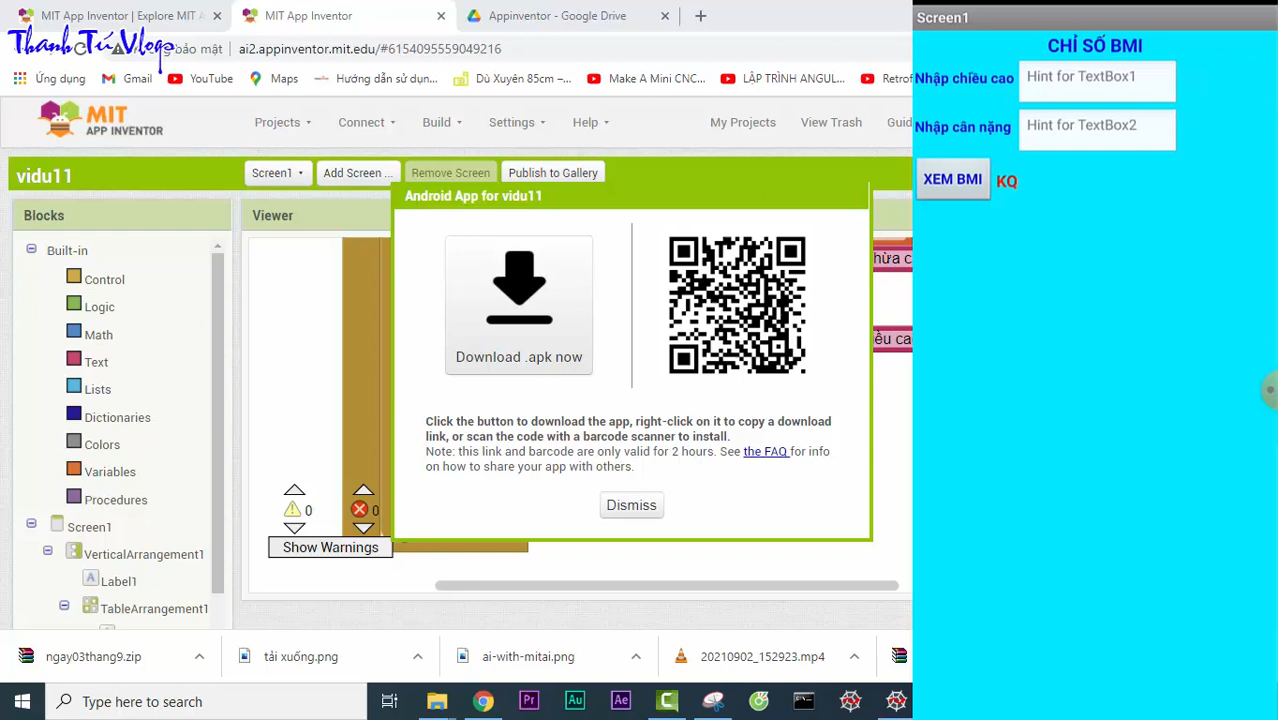 MIT App Inventor | Explore MIT A
MIT App Inventor
Appinventor - Google Drive
Thanh Tú Vlogs
bảo mật
ai2.appinventor.mit.edu/#6154095559049216
Ứng dụng
Gmail
YouTube
Maps
Hướng dẫn sử dụn...
Dù Xuyên 85cm –...
Make A Mini CNC...
LẬP TRÌNH ANGUL...
Retrof
MIT
APP INVENTOR
Projects
Connect
Build
Settings
Help
My Projects
View Trash
Guid
vidu11
Screen1
Add Screen ...
Remove Screen
Publish to Gallery
Blocks
Viewer
Built-in
Control
Logic
Math
Text
Lists
Dictionaries
Colors
Variables
Procedures
Screen1
VerticalArrangement1
Label1
TableArrangement1
0
0
Show Warnings
Android App for vidu11
Download .apk now
Click the button to download the app, right-click on it to copy a download
link, or scan the code with a barcode scanner to install.
Note: this link and barcode are only valid for 2 hours. See the FAQ for info
on how to share your app with others.
Dismiss
Screen1
CHỈ SỐ BMI
Nhập chiều cao
Hint for TextBox1
Nhập cân nặng
Hint for TextBox2
XEM BMI
KQ
ngay03thang9.zip
tải xuống.png
ai-with-mitai.png
20210902_152923.mp4
Type here to search
Pr
Au
Ae